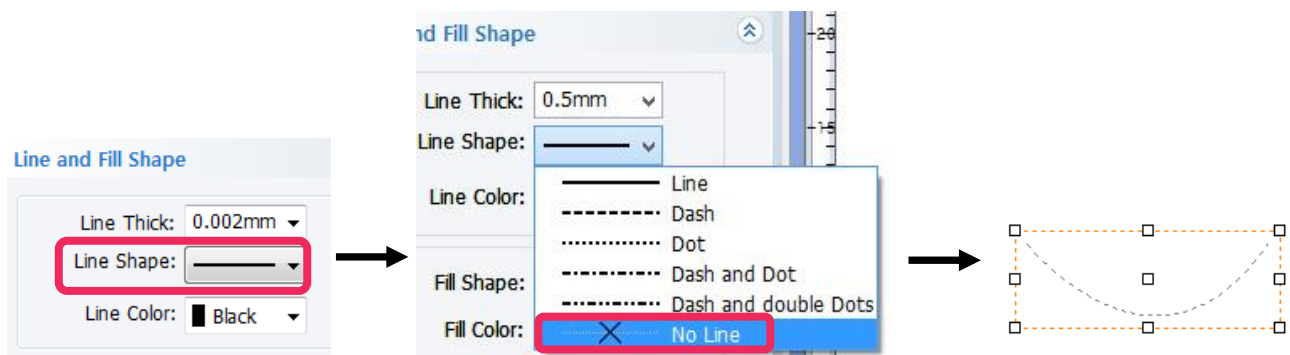 Line and Fill Shape
Line Thick: 0.002mm
Line Shape:
Line Color: Black
nd Fill Shape
Line Thick: 0.5mm
Line Shape:
Line Color:
Line
Dash
Dot
Dash and Dot
Dash and double Dots
No Line
Fill Shape:
Fill Color:
20
15